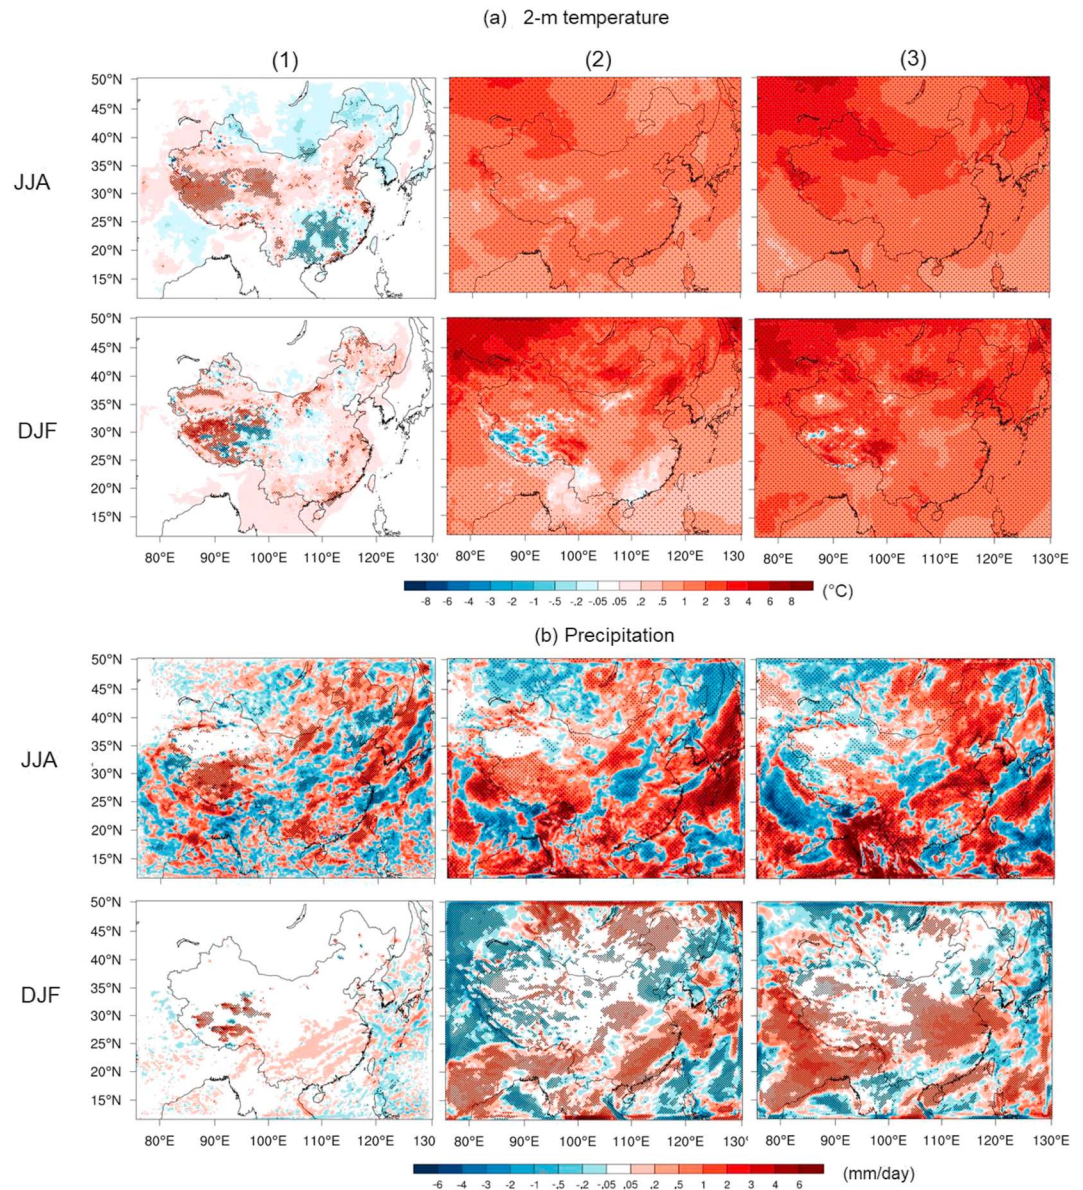 (a) 2-m temperature
(1) (2) (3)
JJA
50°N
45°N
40°N
35°N
30°N
25°N
20°N
15°N
DJF
50°N
45°N
40°N
35°N
30°N
25°N
20°N
15°N
80°E 90°E 100°E 110°E 120°E 130' 80°E 90°E 100°E 110°E 120°E 130 80°E 90°E 100°E 110°E 120°E 130°E
-8 -6 -4 -3 -2 -1 -.5 -.2 -.05 .05 .2 .5 1 2 3 4 6 8 (°C)
(b) Precipitation
JJA
50°N
45°N
40°N
35°N
30°N
25°N
20°N
15°N
DJF
50°N
45°N
40°N
35°N
30°N
25°N
20°N
15°N
80°E 90°E 100°E 110°E 120°E 130' 80°E 90°E 100°E 110°E 120°E 130° 80°E 90°E 100°E 110°E 120°E 130°E
-6 -4 -3 -2 -1 -.5 -.2 -.05 .05 .2 .5 1 2 3 4 6 (mm/day)